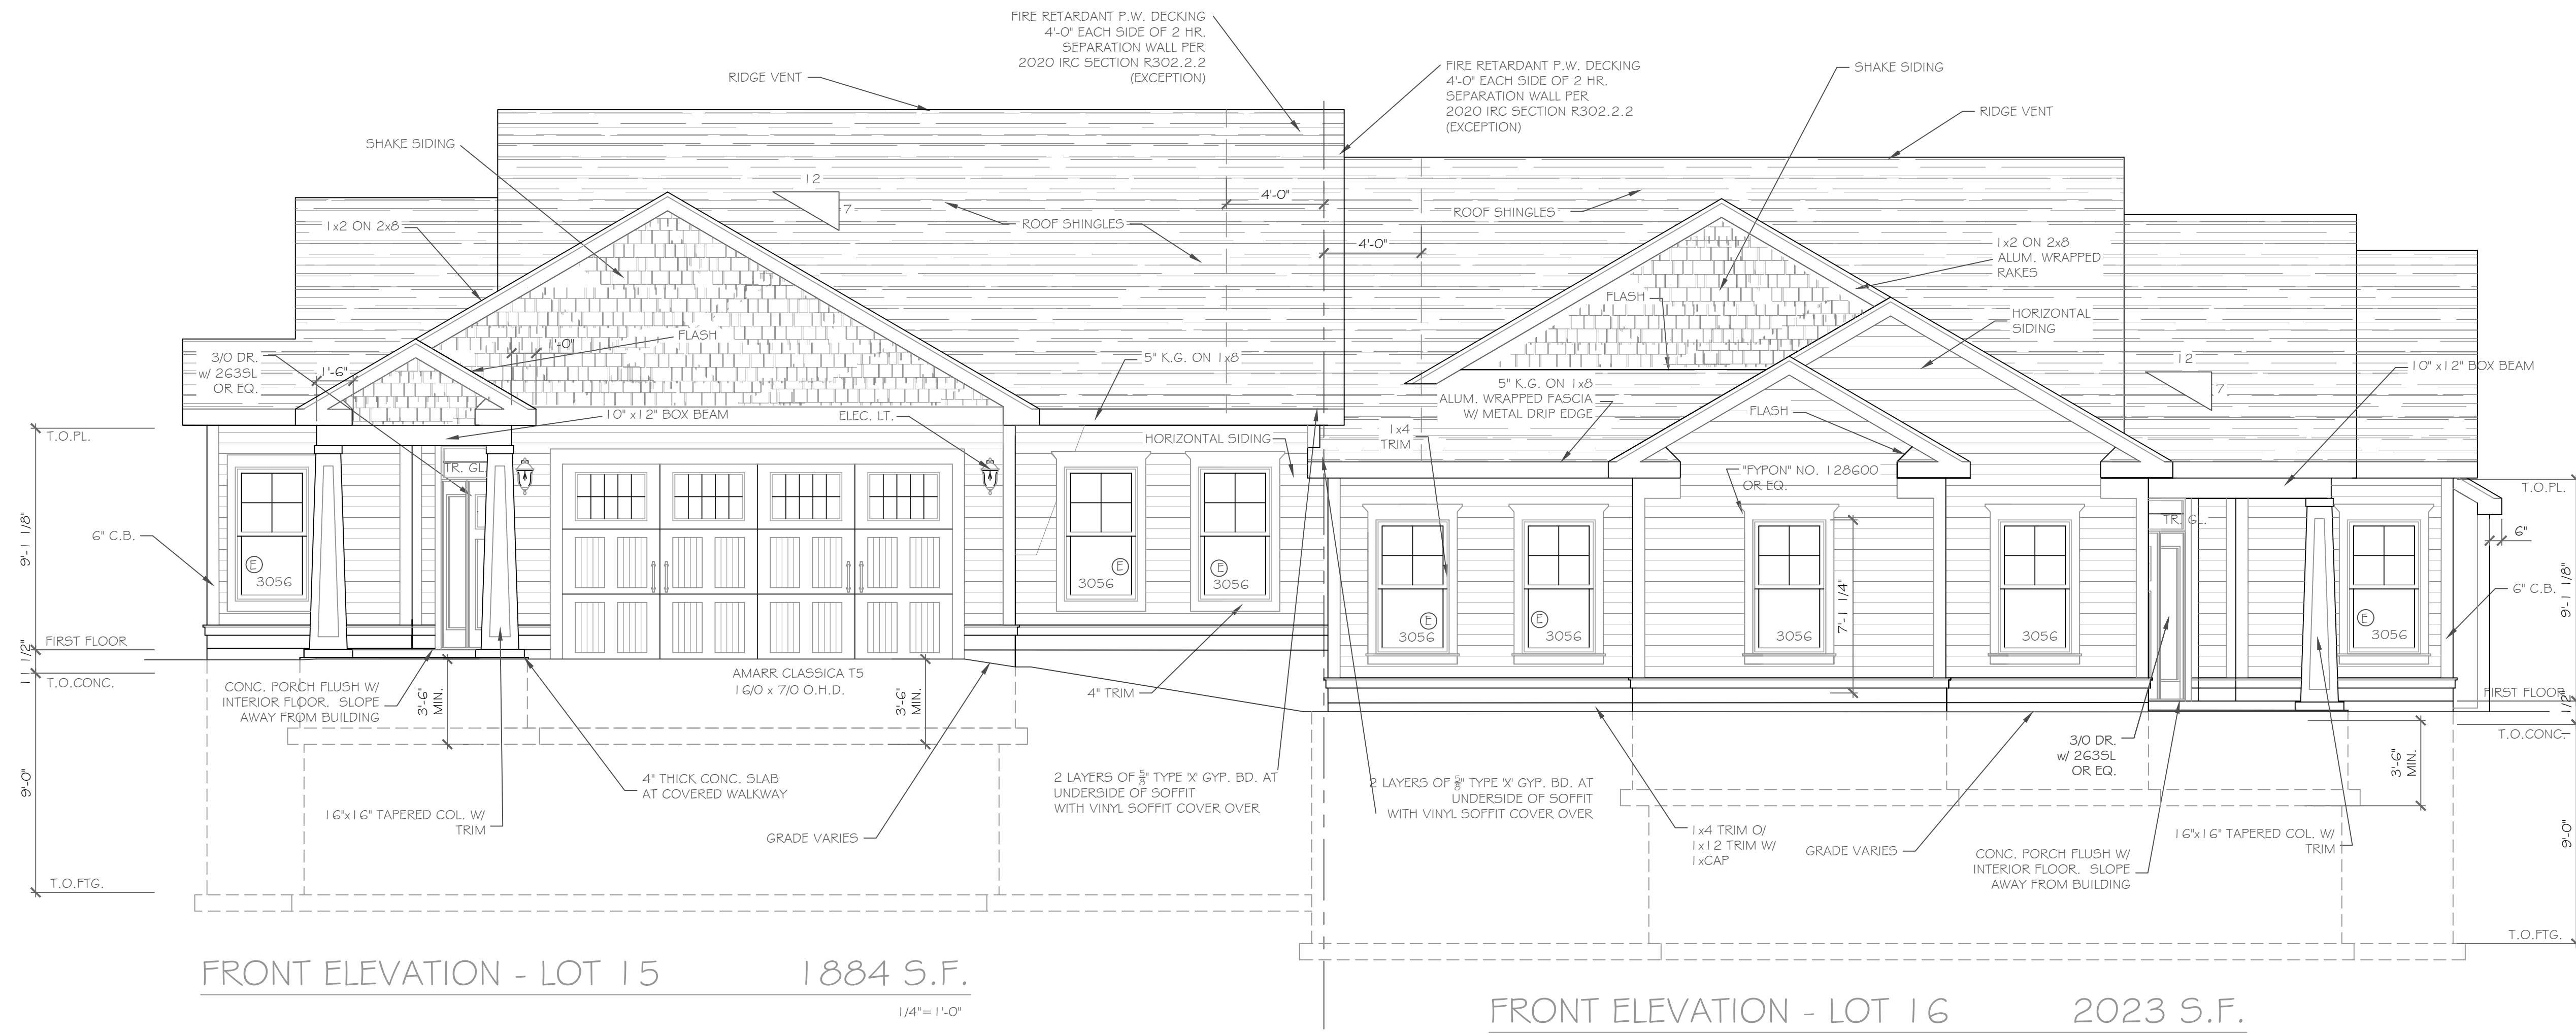 FIRE RETARDANT P.W. DECKING
4'-0" EACH SIDE OF 2 HR.
SEPARATION WALL PER
2020 IRC SECTION R302.2.2
(EXCEPTION)
RIDGE VENT
FIRE RETARDANT P.W. DECKING
4'-0" EACH SIDE OF 2 HR.
SEPARATION WALL PER
2020 IRC SECTION R302.2.2
(EXCEPTION)
SHAKE SIDING
RIDGE VENT
SHAKE SIDING
12
7
4'-0"
ROOF SHINGLES
ROOF SHINGLES
1x2 ON 2x8
4'-0"
1x2 ON 2x8
ALUM. WRAPPED
RAKES
FLASH
HORIZONTAL
SIDING
FLASH
1'-0"
3/0 DR.
w/ 263SL
OR EQ.
1'-6"
5" K.G. ON 1x8
12
7
10" x12" BOX BEAM
5" K.G. ON 1x8
ALUM. WRAPPED FASCIA
W/ METAL DRIP EDGE
10" x12" BOX BEAM
ELEC. LT.
FLASH
1x4
TRIM
T.O.PL.
HORIZONTAL SIDING
TR. GL.
"FYPON" NO. 128600
OR EQ.
T.O.PL.
TR. GL.
9'-1 1/8"
6" C.B.
E
3056
E
3056
E
3056
7'-1 1/4"
6"
9'-1 1/8"
6" C.B.
E
3056
E
3056
3056
3056
E
3056
FIRST FLOOR
11 1/2"
T.O.CONC.
CONC. PORCH FLUSH W/
INTERIOR FLOOR. SLOPE
AWAY FROM BUILDING
3'-6"
MIN.
AMARR CLASSICA T5
16/0 x 7/0 O.H.D.
3'-6"
MIN.
4" TRIM
FIRST FLOOR
11 1/2"
T.O.CONC.
3/0 DR.
w/ 263SL
OR EQ.
3'-6"
MIN.
9'-0"
4" THICK CONC. SLAB
AT COVERED WALKWAY
2 LAYERS OF 5/8" TYPE 'X' GYP. BD. AT
UNDERSIDE OF SOFFIT
WITH VINYL SOFFIT COVER OVER
2 LAYERS OF 5/8" TYPE 'X' GYP. BD. AT
UNDERSIDE OF SOFFIT
WITH VINYL SOFFIT COVER OVER
16"x16" TAPERED COL. W/
TRIM
GRADE VARIES
1x4 TRIM O/
1x12 TRIM W/
1xCAP
GRADE VARIES
CONC. PORCH FLUSH W/
INTERIOR FLOOR. SLOPE
AWAY FROM BUILDING
16"x16" TAPERED COL. W/
TRIM
9'-0"
T.O.FTG.
T.O.FTG.
FRONT ELEVATION - LOT 15 1884 S.F.
1/4"=1'-0"
FRONT ELEVATION - LOT 16 2023 S.F.